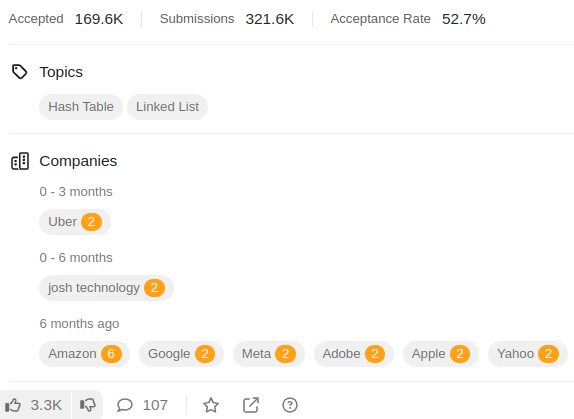 Accepted 169.6K Submissions 321.6K Acceptance Rate 52.7%
Topics
Hash Table Linked List
Companies
0 - 3 months
Uber 2
0 - 6 months
josh technology 2
6 months ago
Amazon 6 Google 2 Meta 2 Adobe 2 Apple 2 Yahoo 2
3.3K 107